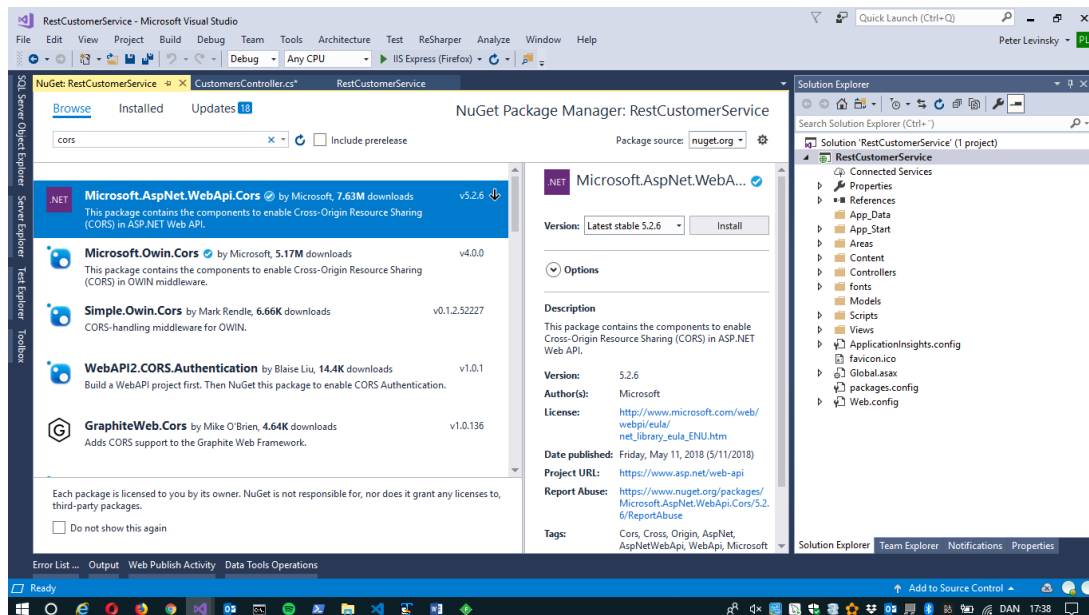 RestCustomerService - Microsoft Visual Studio
Quick Launch (Ctrl+Q)
File Edit View Project Build Debug Team Tools Architecture Test ReSharper Analyze Window Help
Peter Levinsky
PL
Debug Any CPU IIS Express (Firefox)
SQL Server Object Explorer
Server Explorer
Test Explorer
Toolbox
NuGet: RestCustomerService CustomersController.cs* RestCustomerService
Browse Installed Updates 18
NuGet Package Manager: RestCustomerService
cors
Include prerelease
Package source: nuget.org
.NET
Microsoft.AspNet.WebApi.Cors by Microsoft, 7.63M downloads v5.2.6
This package contains the components to enable Cross-Origin Resource Sharing
(CORS) in ASP.NET Web API.
Microsoft.Owin.Cors by Microsoft, 5.17M downloads v4.0.0
This package contains the components to enable Cross-Origin Resource Sharing
(CORS) in OWIN middleware.
Simple.Owin.Cors by Mark Rendle, 6.66K downloads v0.1.2.52227
CORS-handling middleware for OWIN.
WebAPI2.CORS.Authentication by Blaise Liu, 14.4K downloads v1.0.1
Build a WebAPI project first. Then NuGet this package to enable CORS Authentication.
G
GraphiteWeb.Cors by Mike O'Brien, 4.64K downloads v1.0.136
Adds CORS support to the Graphite Web Framework.
Each package is licensed to you by its owner. NuGet is not responsible for, nor does it grant any licenses to,
third-party packages.
Do not show this again
.NET
Microsoft.AspNet.WebA...
Version: Latest stable 5.2.6 Install
Options
Description
This package contains the components to enable
Cross-Origin Resource Sharing (CORS) in ASP.NET
Web API.
Version: 5.2.6
Author(s): Microsoft
License: http://www.microsoft.com/web/
webpi/eula/
net_library_eula_ENU.htm
Date published: Friday, May 11, 2018 (5/11/2018)
Project URL: https://www.asp.net/web-api
Report Abuse: https://www.nuget.org/packages/
Microsoft.AspNet.WebApi.Cors/5.2.
6/ReportAbuse
Tags: Cors, Cross, Origin, AspNet,
AspNetWebApi, WebApi, Microsoft
Solution Explorer
Search Solution Explorer (Ctrl+¨)
Solution 'RestCustomerService' (1 project)
RestCustomerService
Connected Services
Properties
References
App_Data
App_Start
Areas
Content
Controllers
fonts
Models
Scripts
Views
ApplicationInsights.config
favicon.ico
Global.asax
packages.config
Web.config
Solution Explorer Team Explorer Notifications Properties
Error List ... Output Web Publish Activity Data Tools Operations
Ready
Add to Source Control
DAN 17:38